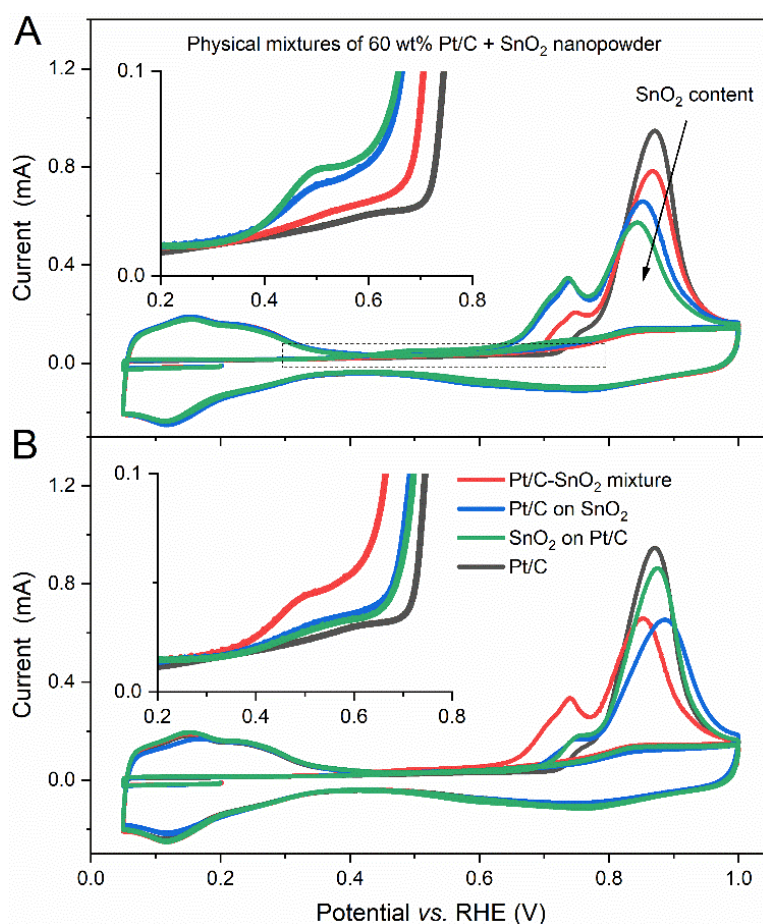 A
Physical mixtures of 60 wt% Pt/C + SnO₂ nanopowder
SnO₂ content
Current (mA)
1.2
0.8
0.4
0.0
0.1
0.0
0.2 0.4 0.6 0.8
B
Pt/C-SnO₂ mixture
Pt/C on SnO₂
SnO₂ on Pt/C
Pt/C
Current (mA)
1.2
0.8
0.4
0.0
0.1
0.0
0.2 0.4 0.6 0.8
0.0 0.2 0.4 0.6 0.8 1.0
Potential vs. RHE (V)